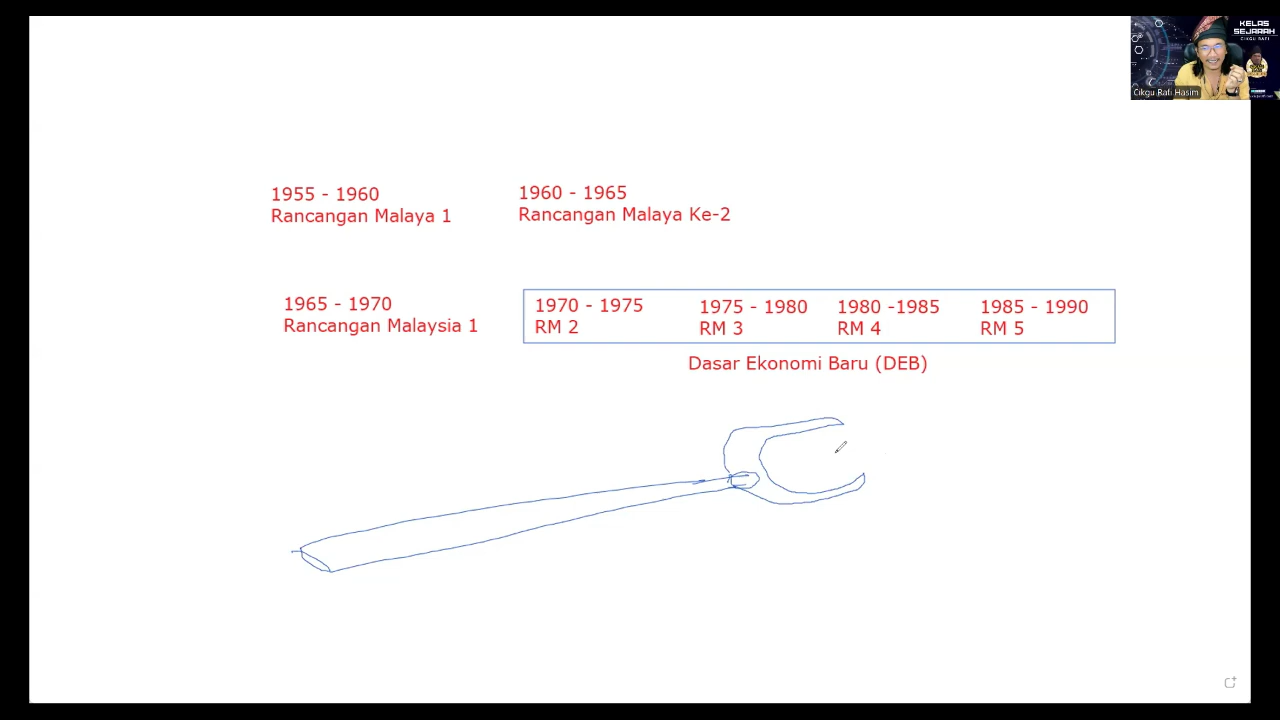 KELAS
SEJARAH
CIKGU RAFI
Cikgu Rafi Hasim
1955 - 1960
Rancangan Malaya 1
1960 - 1965
Rancangan Malaya Ke-2
1965 - 1970
Rancangan Malaysia 1
1970 - 1975
RM 2
1975 - 1980
RM 3
1980 -1985
RM 4
1985 - 1990
RM 5
Dasar Ekonomi Baru (DEB)